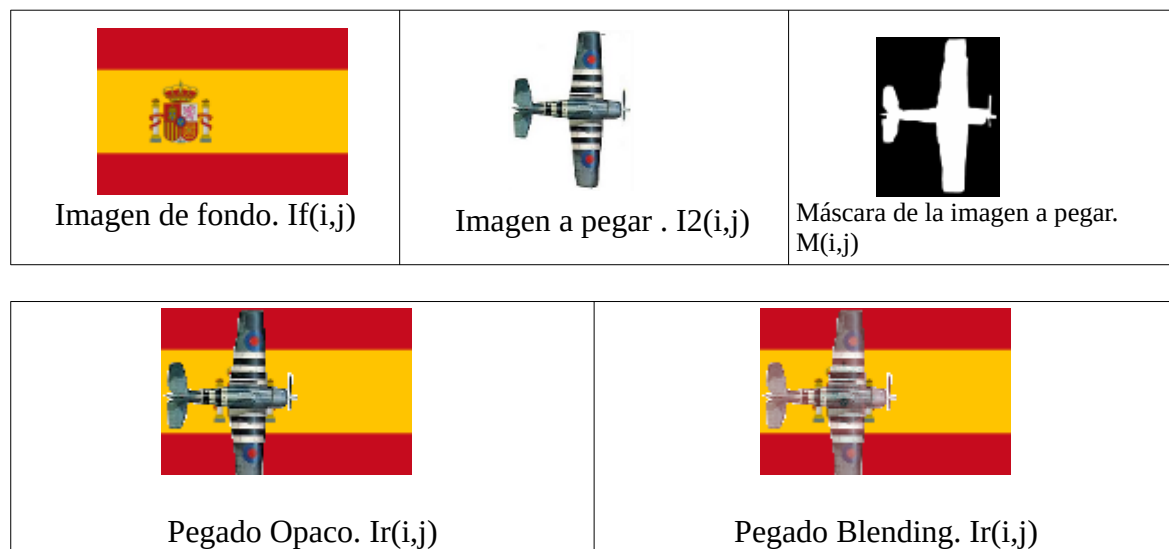 Imagen de fondo. If(i,j)
Imagen a pegar . I2(i,j)
Máscara de la imagen a pegar.
M(i,j)
Pegado Opaco. Ir(i,j)
Pegado Blending. Ir(i,j)